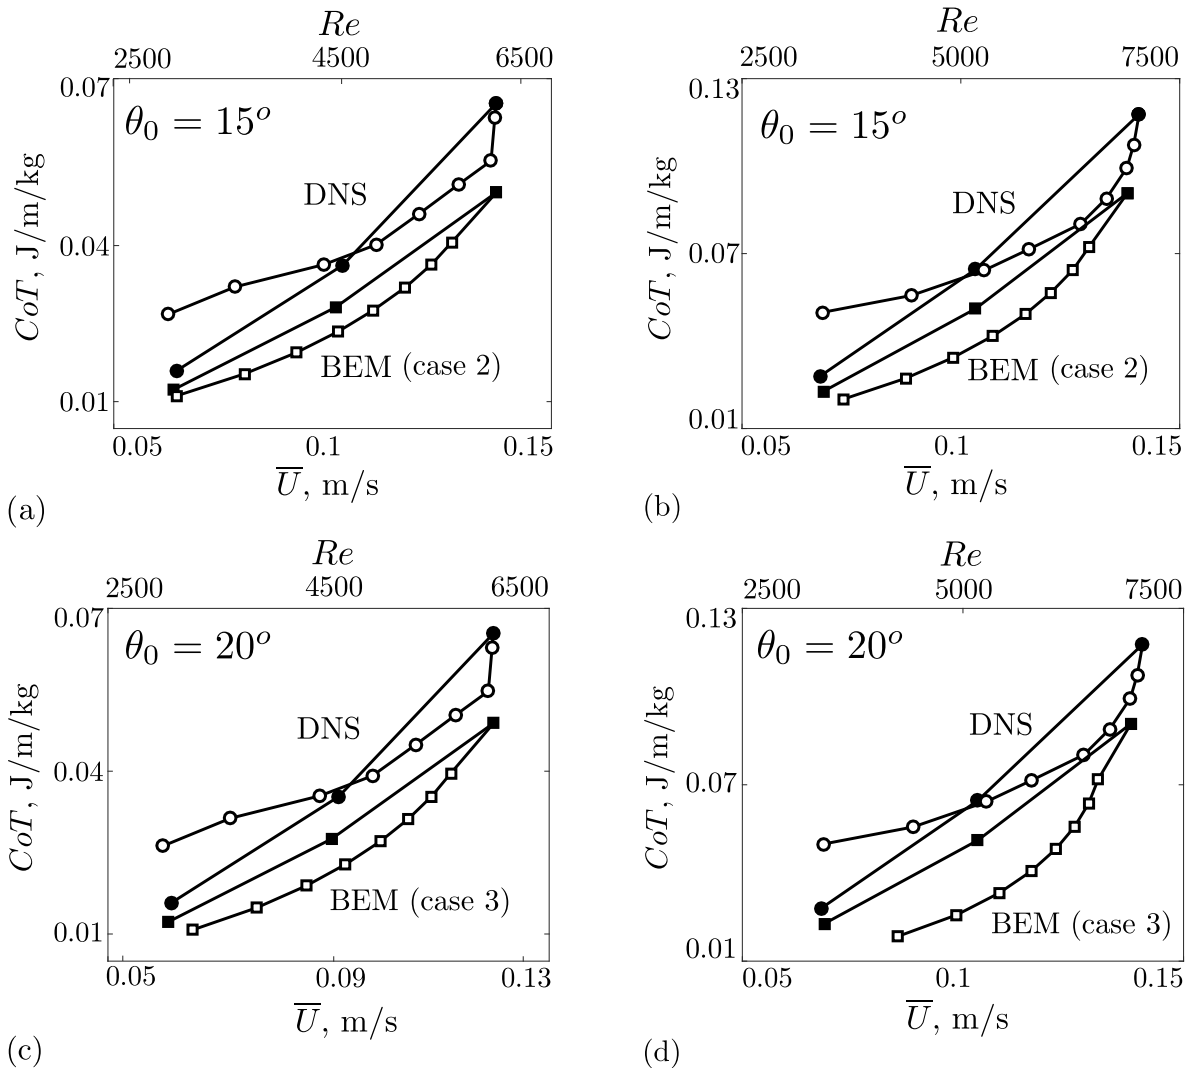 Re
2500 4500 6500
0.07
θ0 = 15o
DNS
CoT, J/m/kg
0.04
BEM (case 2)
0.01
0.05 0.1 0.15
U, m/s
(a)
Re
2500 5000 7500
0.13
θ0 = 15o
DNS
CoT, J/m/kg
0.07
BEM (case 2)
0.01
0.05 0.1 0.15
U, m/s
(b)
Re
2500 4500 6500
0.07
θ0 = 20o
DNS
CoT, J/m/kg
0.04
BEM (case 3)
0.01
0.05 0.09 0.13
U, m/s
(c)
Re
2500 5000 7500
0.13
θ0 = 20o
DNS
CoT, J/m/kg
0.07
BEM (case 3)
0.01
0.05 0.1 0.15
U, m/s
(d)